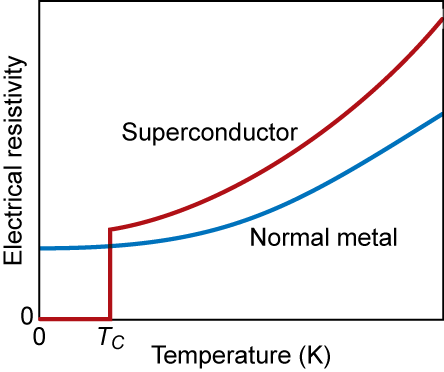 Electrical resistivity
Superconductor
Normal metal
0
0
T_C
Temperature (K)